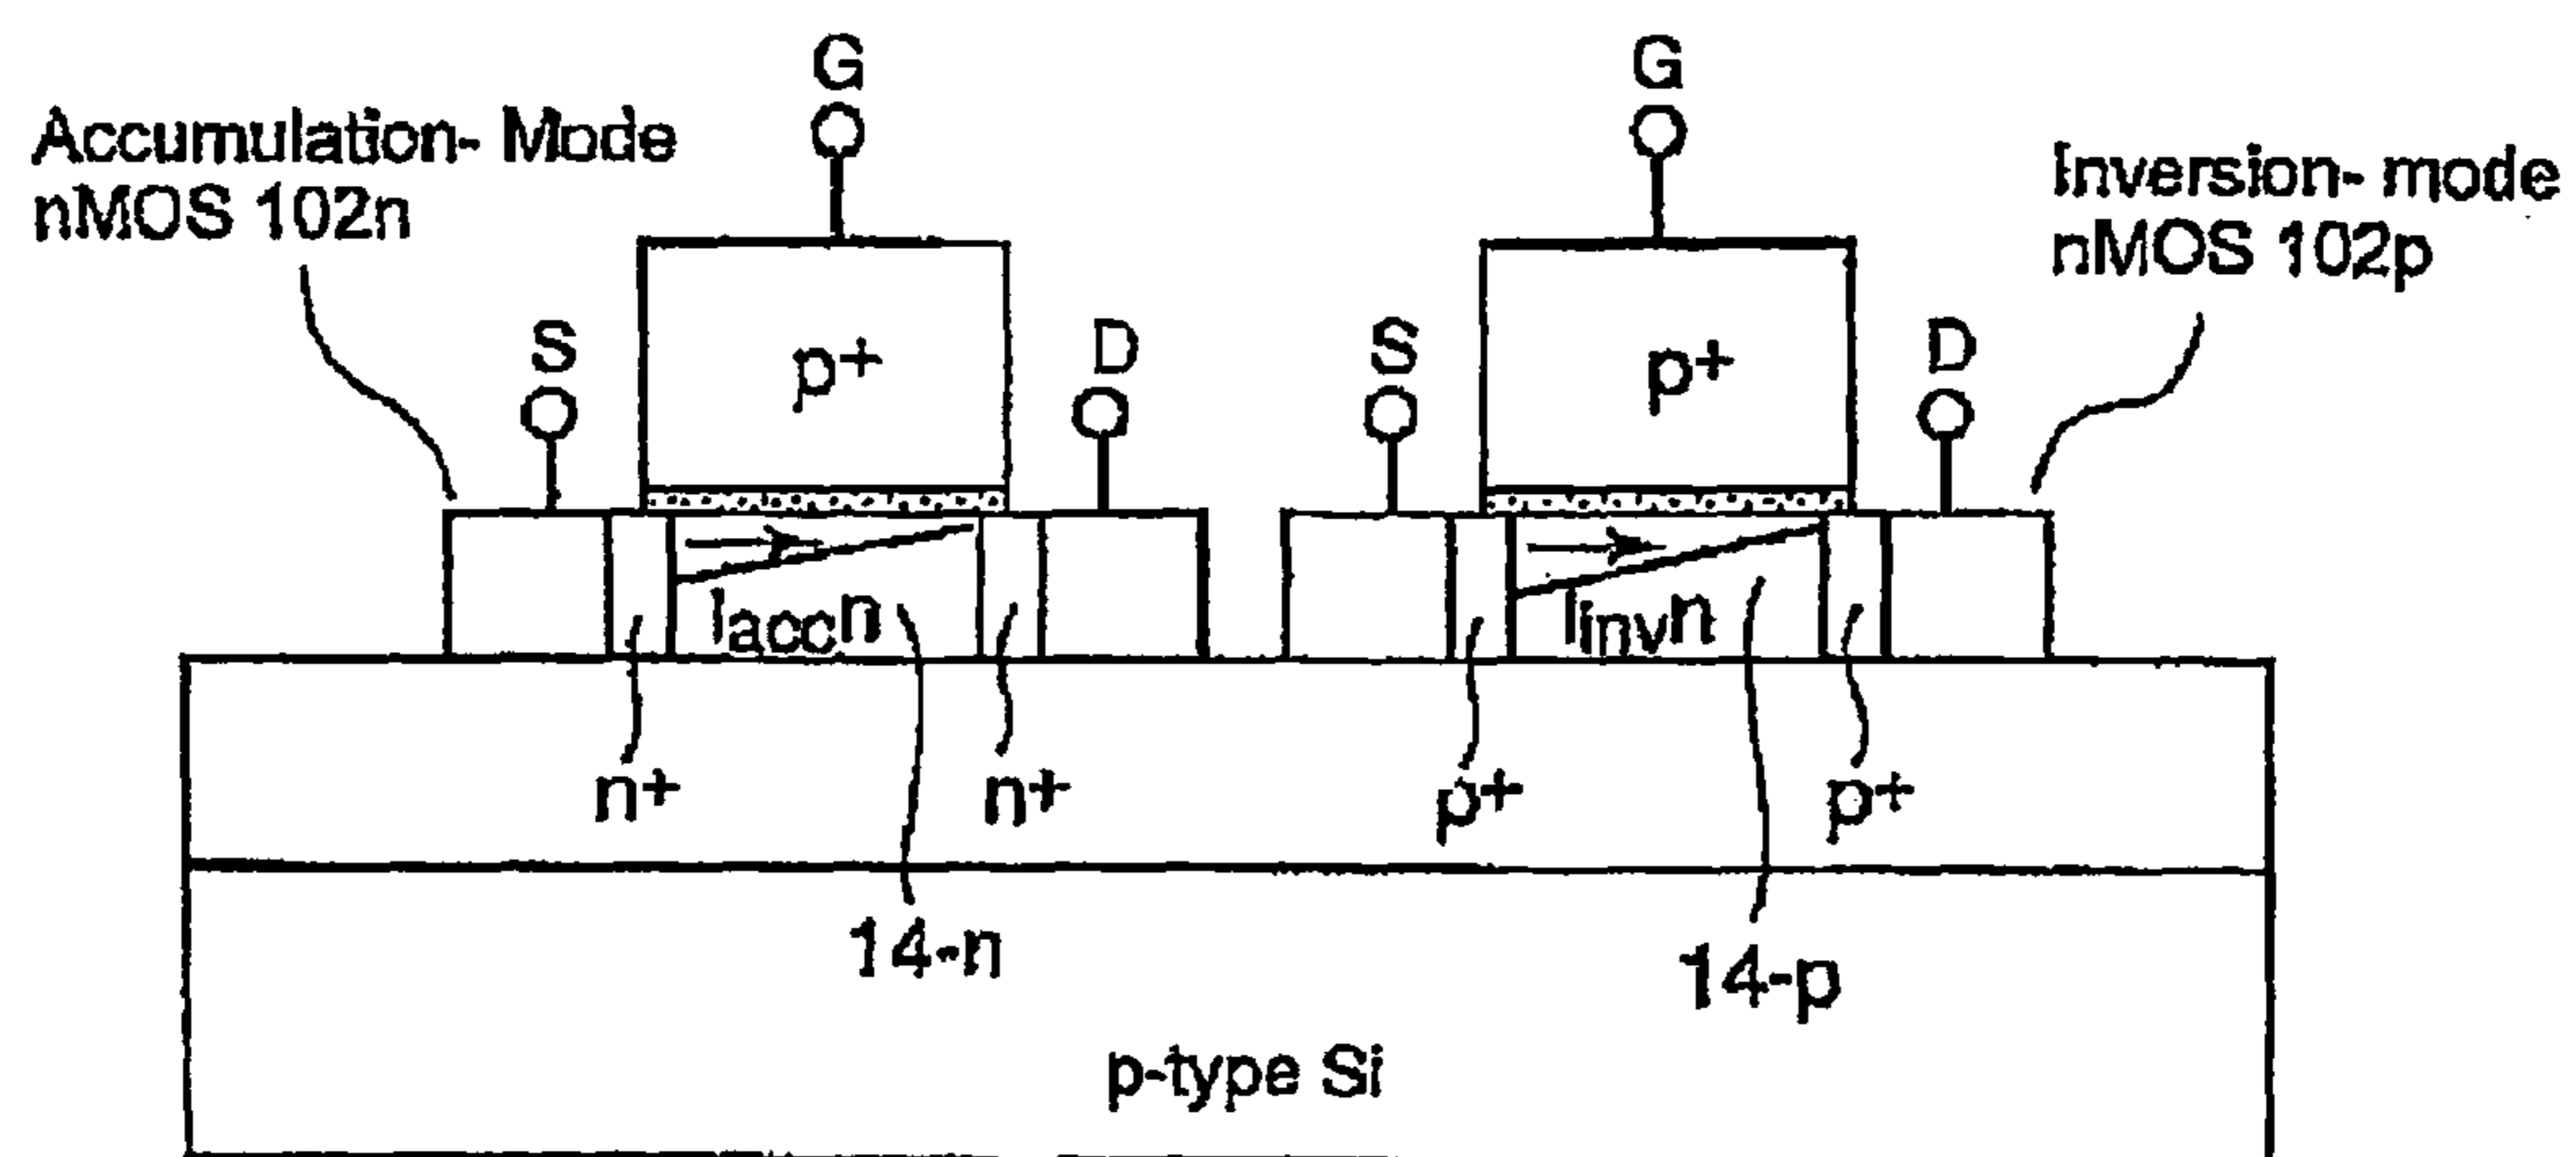 G
G
Accumulation- Mode
nMOS 102n
Inversion- mode
nMOS 102p
S
p+
D
S
p+
D
Iaccn
Iinvn
n+
n+
p+
p+
14-n
14-p
p-type Si